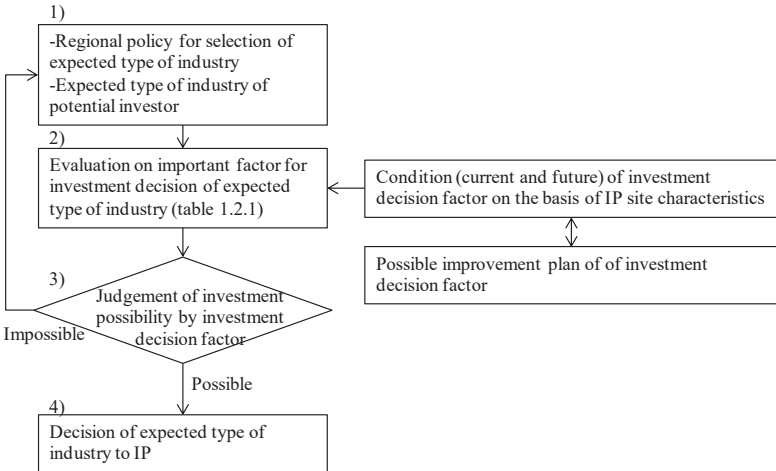 1)
-Regional policy for selection of
expected type of industry
-Expected type of industry of
potential investor
2)
Evaluation on important factor for
investment decision of expected
type of industry (table 1.2.1)
Condition (current and future) of investment
decision factor on the basis of IP site characteristics
Possible improvement plan of of investment
decision factor
3)
Judgement of investment
possibility by investment
decision factor
Impossible
Possible
4)
Decision of expected type of
industry to IP